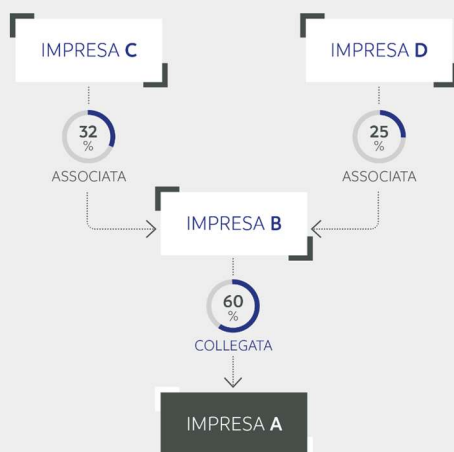 IMPRESA C
IMPRESA D
32
%
25
%
ASSOCIATA
ASSOCIATA
IMPRESA B
60
%
COLLEGATA
IMPRESA A